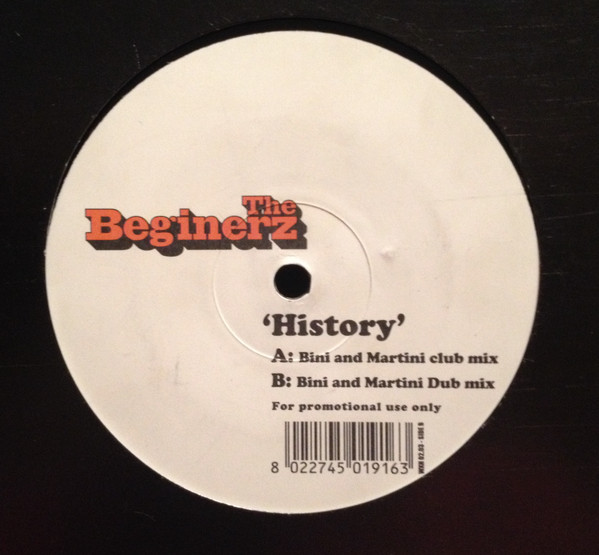 The
Beginerz
‘History’
A: Bini and Martini club mix
B: Bini and Martini Dub mix
For promotional use only
8 022745 019163